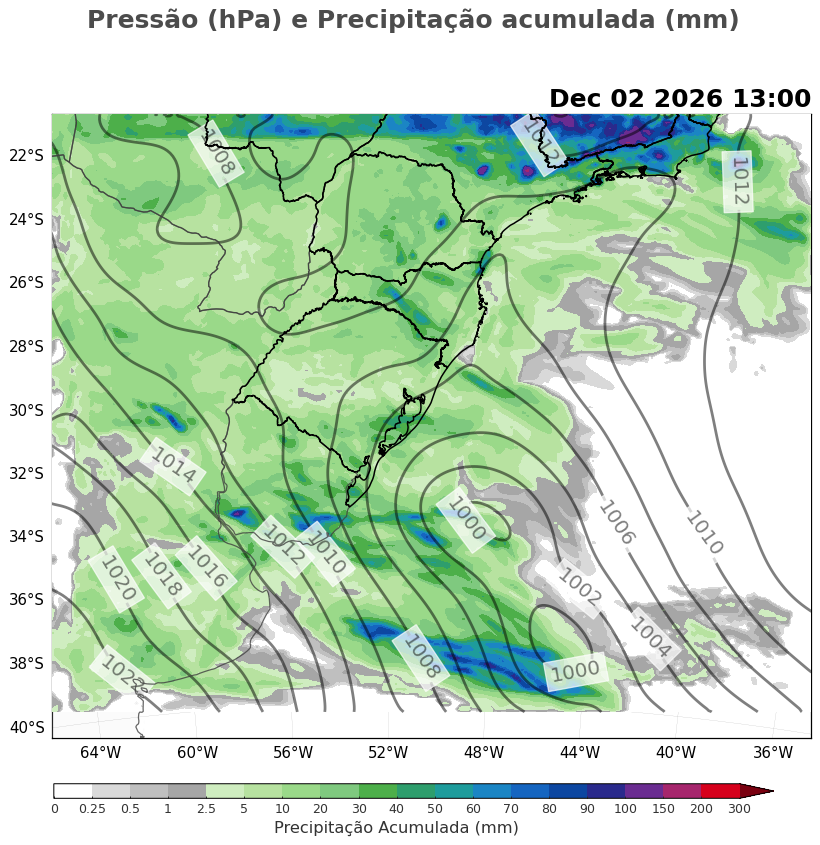 Pressão (hPa) e Precipitação acumulada (mm)
Dec 02 2026 13:00
1008
1012
1012
22°S
24°S
26°S
28°S
30°S
32°S
34°S
36°S
38°S
40°S
1014
1000
1006
1010
1012
1010
1016
1018
1020
1002
1004
1008
1000
1022
64°W 60°W 56°W 52°W 48°W 44°W 40°W 36°W
0 0.25 0.5 1 2.5 5 10 20 30 40 50 60 70 80 90 100 150 200 300
Precipitação Acumulada (mm)